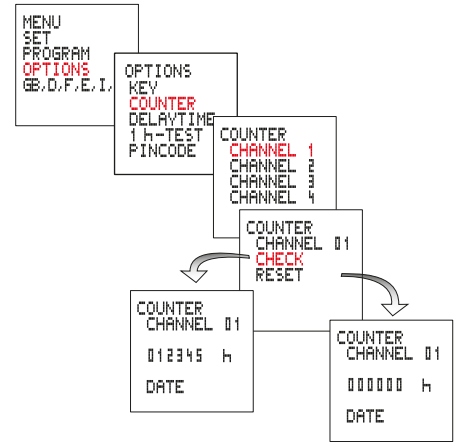 MENU
SET
PROGRAM
OPTIONS
GB,D,F,E,I,
OPTIONS
KEY
COUNTER
DELAYTIME
1h-TEST
PINCODE
COUNTER
CHANNEL 1
CHANNEL 2
CHANNEL 3
CHANNEL 4
COUNTER
CHANNEL 01
CHECK
RESET
COUNTER
CHANNEL 01
012345 h
DATE
COUNTER
CHANNEL 01
000000 h
DATE